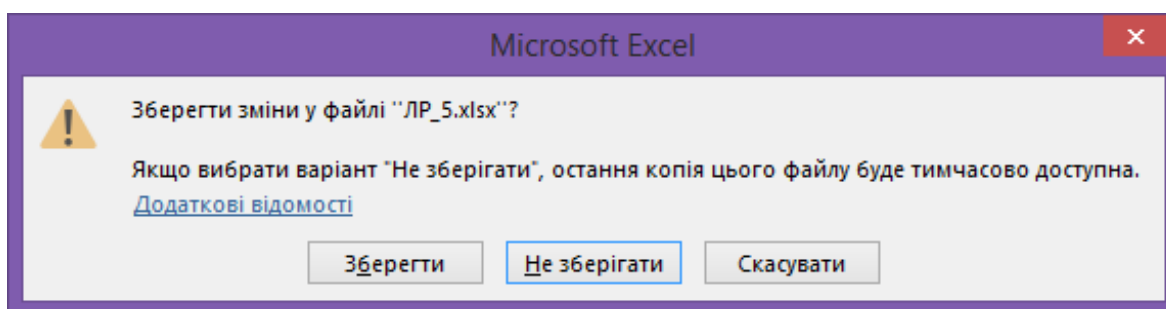 Microsoft Excel
Зберегти зміни у файлі ''ЛР_5.xlsx''?
Якщо вибрати варіант "Не зберігати", остання копія цього файлу буде тимчасово доступна.
Додаткові відомості
Зберегти Не зберігати Скасувати